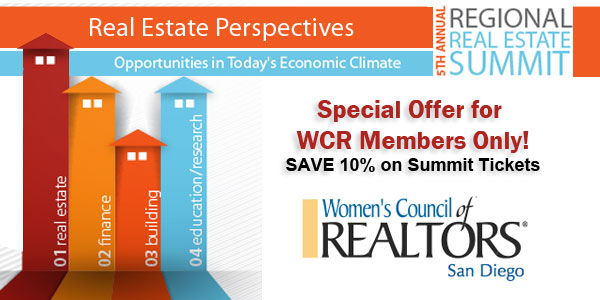 Real Estate Perspectives
Opportunities in Today's Economic Climate
5TH ANNUAL
REGIONAL
REAL ESTATE
SUMMIT
01 real estate
02 finance
03 building
04 education/research
Special Offer for
WCR Members Only!
SAVE 10% on Summit Tickets
Women's Council of
REALTORS®
San Diego